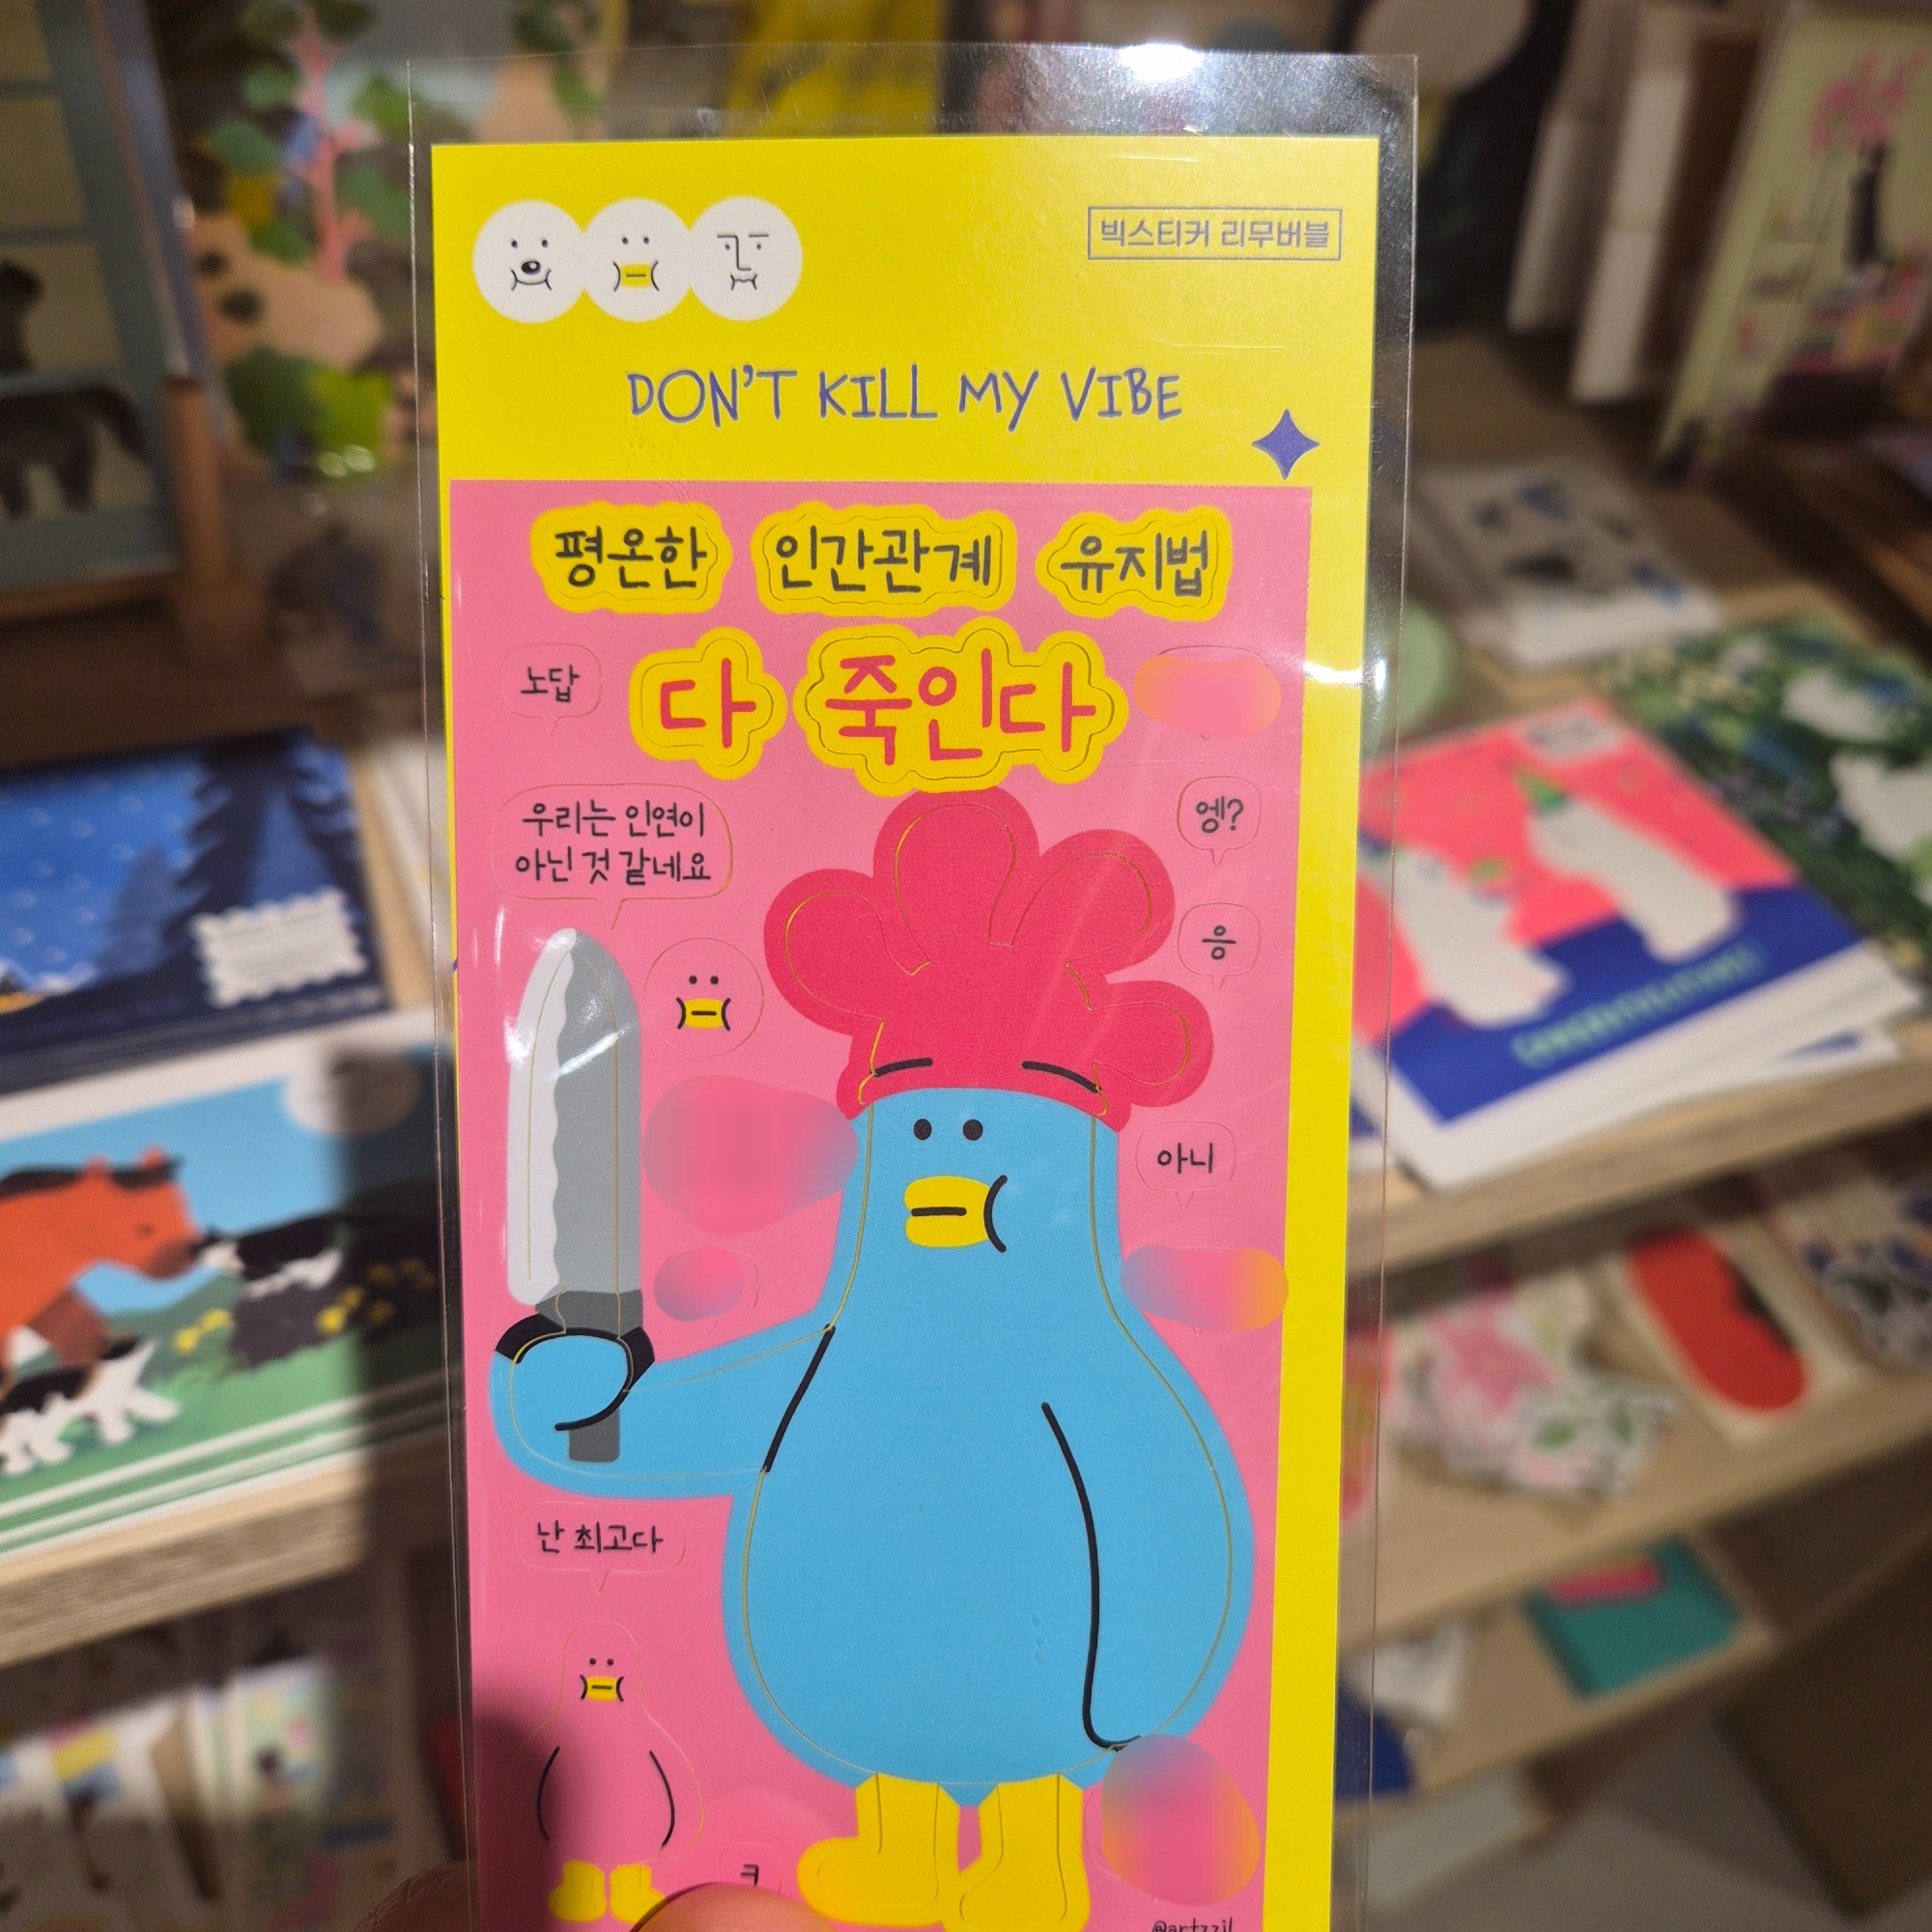 빅스티커 리무버블
DON'T KILL MY VIBE
평온한 인간관계 유지법
노답
다 죽인다
우리는 인연이
아닌 것 같네요
엥?
응
아니
난 최고다
ㅋ
@artzzil